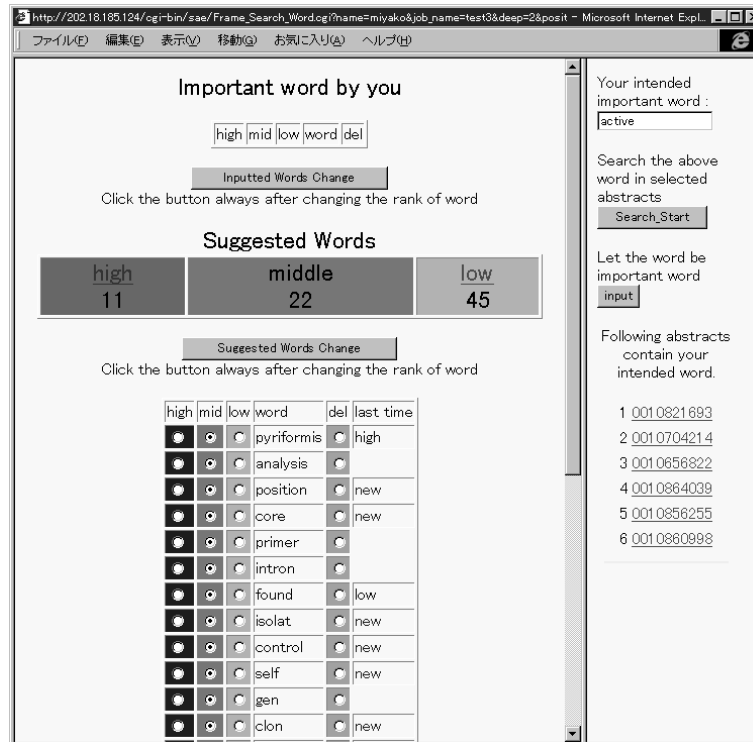 http://202.18.185.124/cgi-bin/sae/Frame_Search_Word.cgi?name=miyako&job_name=test3&deep=2&posit - Microsoft Internet Expl...
ファイル(F) 編集(E) 表示(V) 移動(G) お気に入り(A) ヘルプ(H)
Important word by you
high mid low word del
Inputted Words Change
Click the button always after changing the rank of word
Suggested Words
high middle low
11 22 45
Suggested Words Change
Click the button always after changing the rank of word
high mid low word del last time
pyriformis high
analysis
position new
core new
primer
intron
found low
isolat new
control new
self new
gen
clon new
Your intended
important word :
active
Search the above
word in selected
abstracts
Search_Start
Let the word be
important word
input
Following abstracts
contain your
intended word.
1 0010821693
2 0010704214
3 0010656822
4 0010864039
5 0010856255
6 0010860998